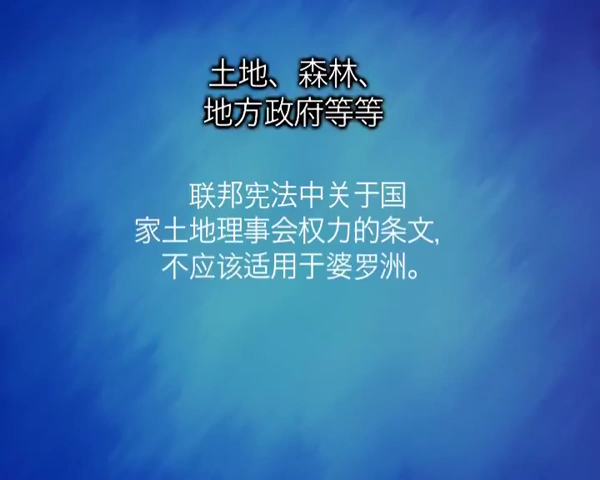 土地、森林、
地方政府等等
联邦宪法中关于国
家土地理事会权力的条文,
不应该适用于婆罗洲。